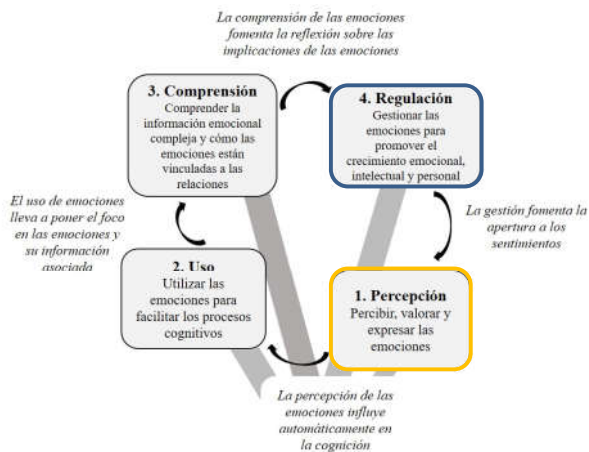 La comprensión de las emociones
fomenta la reflexión sobre las
implicaciones de las emociones
3. Comprensión
Comprender la
información emocional
compleja y cómo las
emociones están
vinculadas a las
relaciones
4. Regulación
Gestionar las
emociones para
promover el
crecimiento emocional,
intelectual y personal
El uso de emociones
lleva a poner el foco
en las emociones y
su información
asociada
La gestión fomenta la
apertura a los
sentimientos
2. Uso
Utilizar las
emociones para
facilitar los procesos
cognitivos
1. Percepción
Percibir, valorar y
expresar las
emociones
La percepción de las
emociones influye
automáticamente en
la cognición